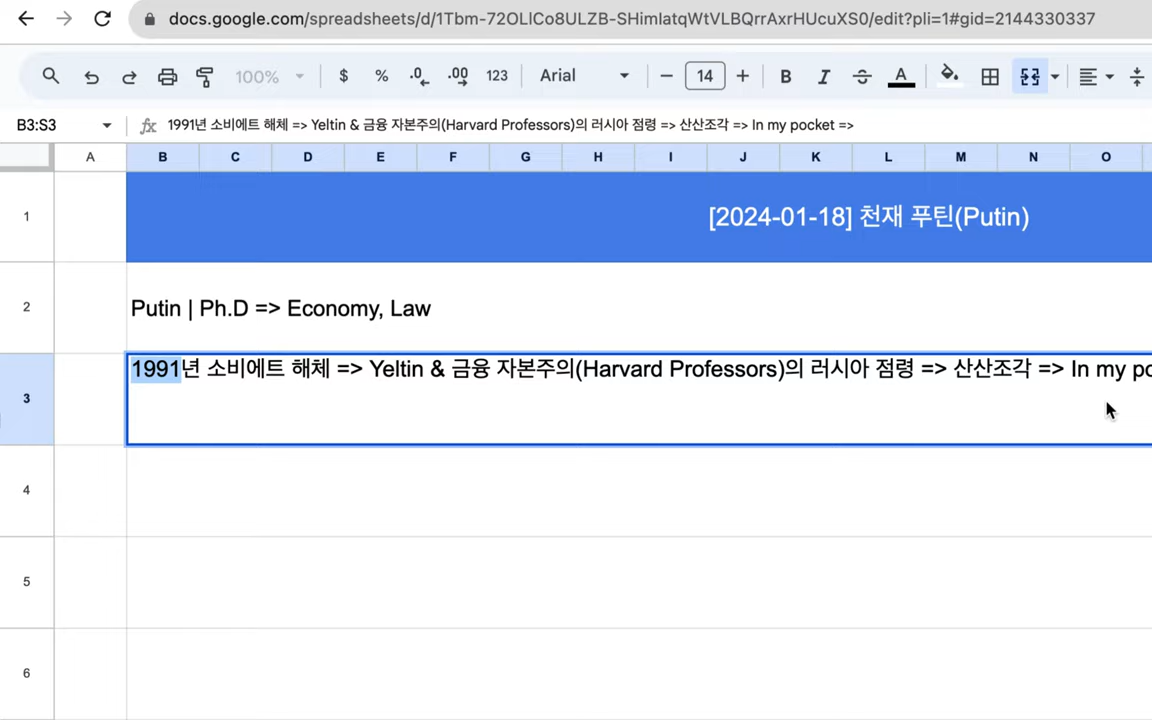 docs.google.com/spreadsheets/d/1Tbm-72OLlCo8ULZB-SHimIatqWtVLBQrrAxrHUcuXS0/edit?pli=1#gid=2144330337
100% $ % .0 .00 123 Arial 14 B I A
B3:S3 fx 1991년 소비에트 해체 => Yeltin & 금융 자본주의(Harvard Professors)의 러시아 점령 => 산산조각 => In my pocket =>
A B C D E F G H I J K L M N O
1 [2024-01-18] 천재 푸틴(Putin)
2 Putin | Ph.D => Economy, Law
3 1991년 소비에트 해체 => Yeltin & 금융 자본주의(Harvard Professors)의 러시아 점령 => 산산조각 => In my po
4
5
6